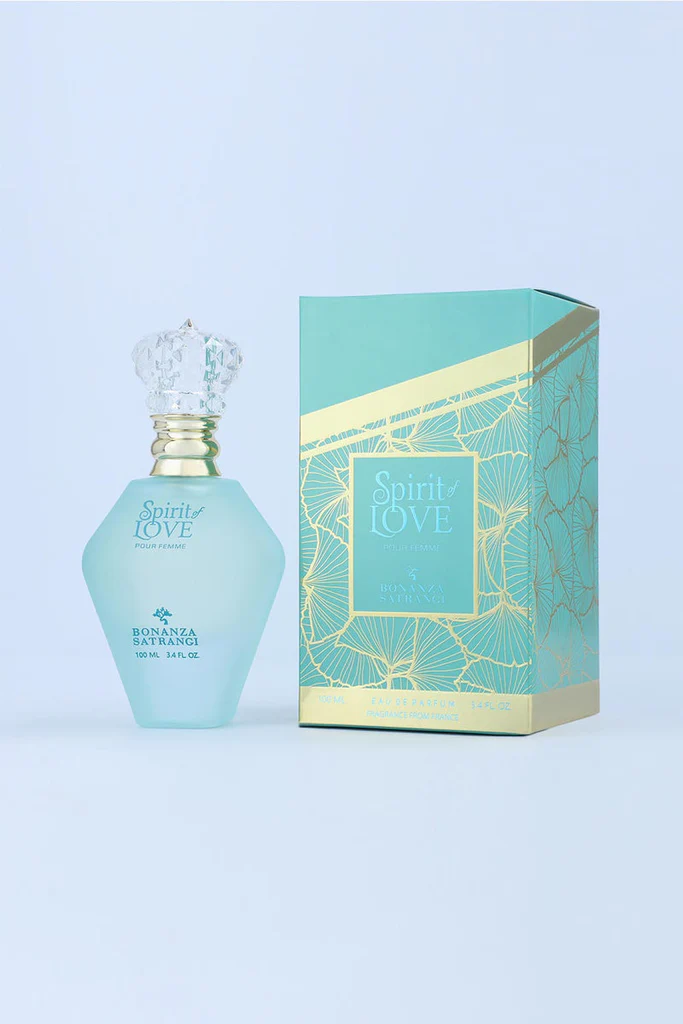 Spirit of
LOVE
POUR FEMME
BONANZA
SATRANGI
100 ML 3.4 FL OZ.
Spirit of
LOVE
POUR FEMME
BONANZA
SATRANGI
100 ML EAU DE PARFUM 3.4 FL OZ.
FRAGRANCE FROM FRANCE